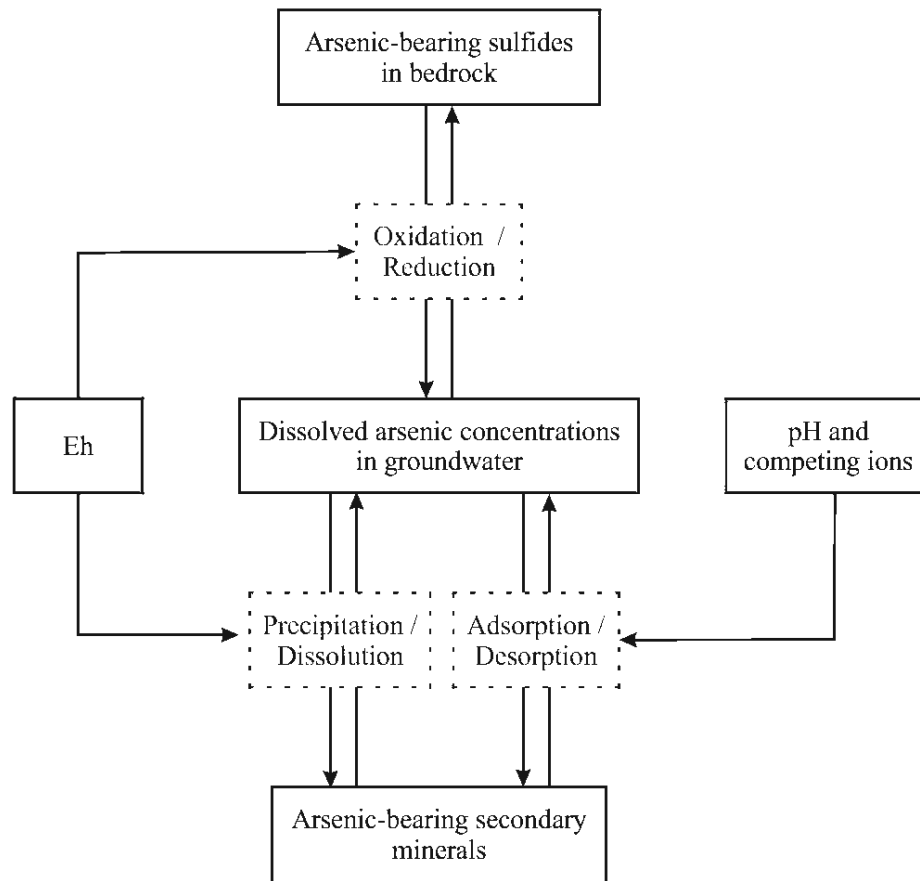 Arsenic-bearing sulfides
in bedrock
Oxidation /
Reduction
Eh
Dissolved arsenic concentrations
in groundwater
pH and
competing ions
Precipitation /
Dissolution
Adsorption /
Desorption
Arsenic-bearing secondary
minerals